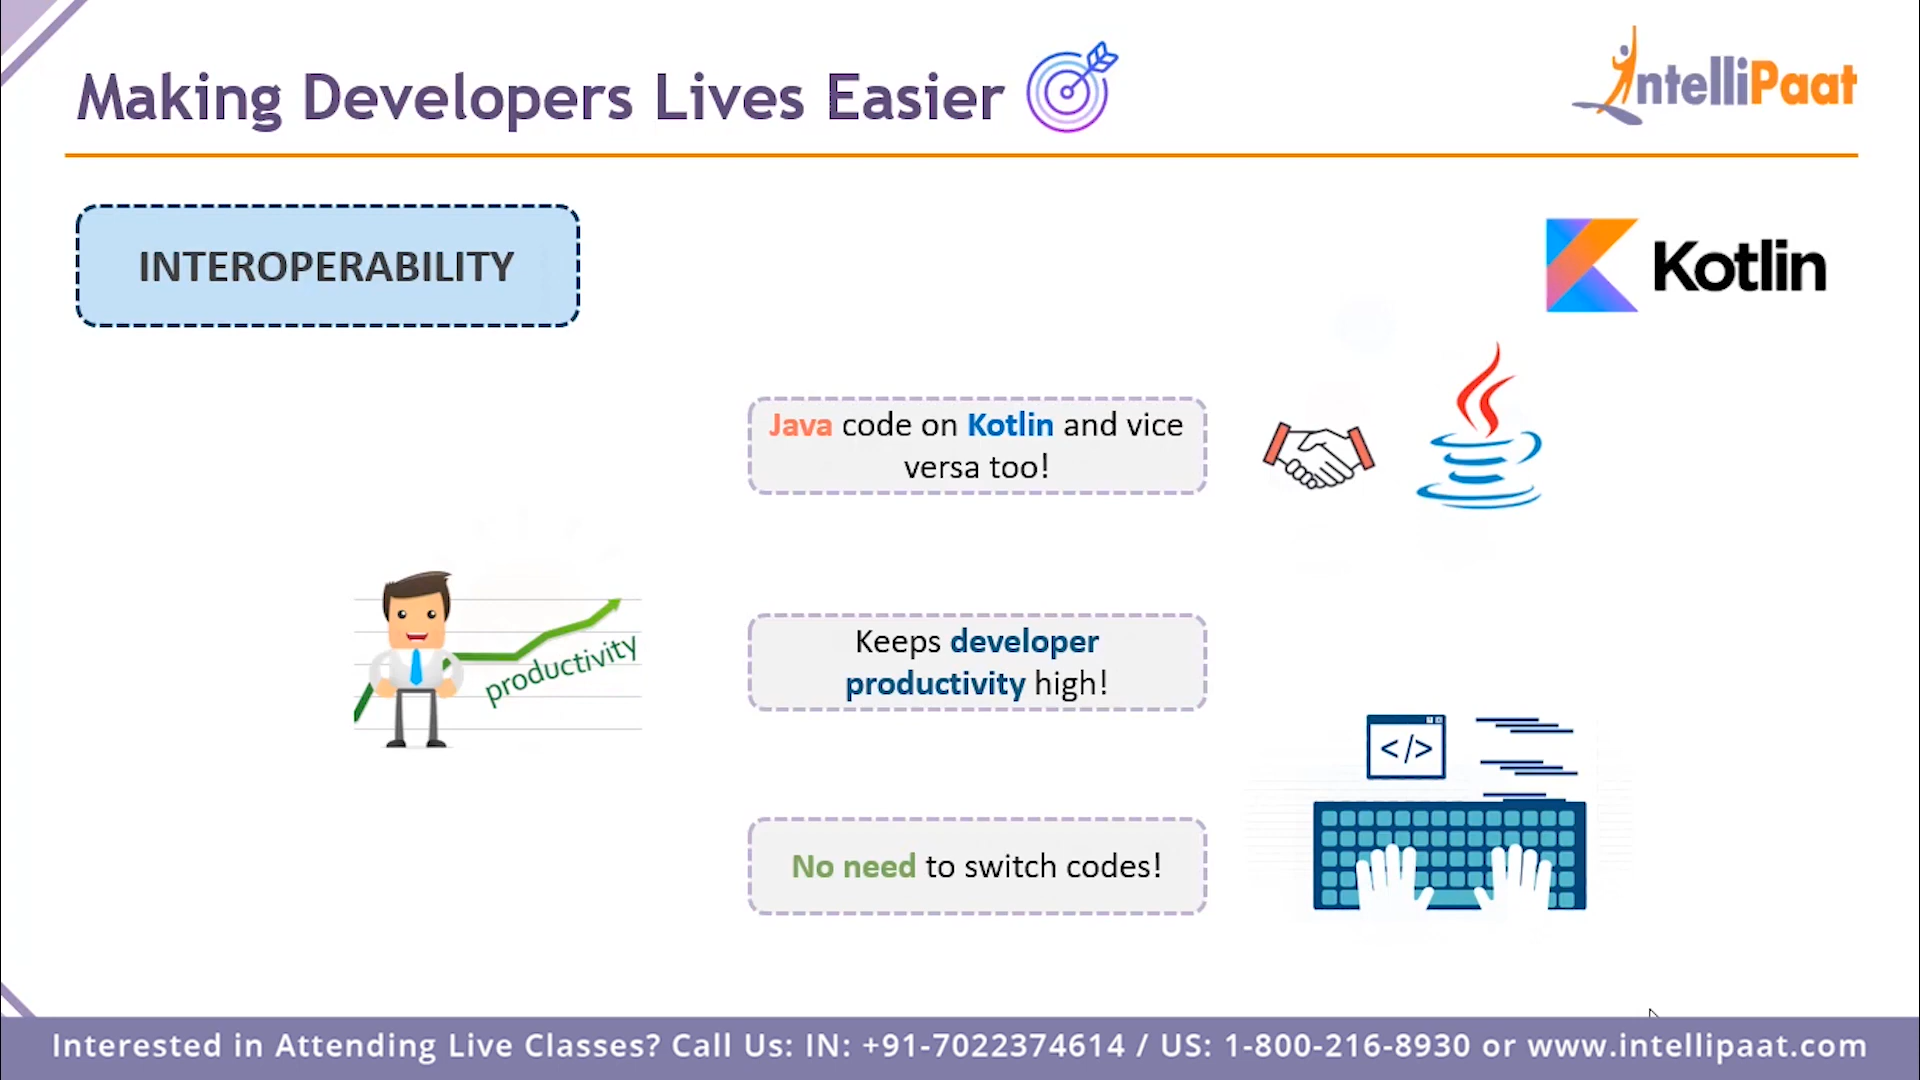 Making Developers Lives Easier
IntelliPaat
INTEROPERABILITY
Kotlin
Java code on Kotlin and vice
versa too!
productivity
Keeps developer
productivity high!
</>
No need to switch codes!
Interested in Attending Live Classes? Call Us: IN: +91-7022374614 / US: 1-800-216-8930 or www.intellipaat.com